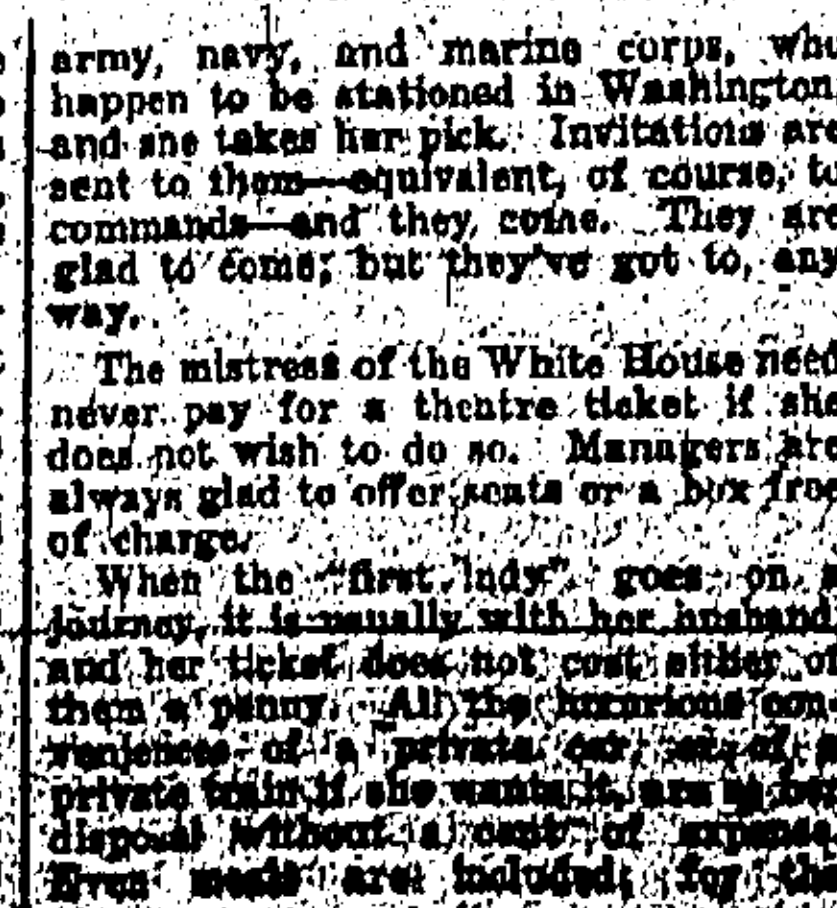 army, navy, and marine corps, who
happen to be stationed in Washington,
and she takes her pick. Invitations are
sent to them—equivalent, of course, to
commands—and they come. They are
glad to come; but they've got to, any
way.
The mistress of the White House need
never pay for a theatre ticket if she
does not wish to do so. Managers are
always glad to offer seats or a box free
of charge.
When the "first lady" goes on a
journey, it is usually with her husband,
and her ticket does not cost either of
them a penny. All the luxurious con-
veniences of a private car, or of a
private train if she wants it, are at her
disposal without a cent of expense.
Even meals are included; for the